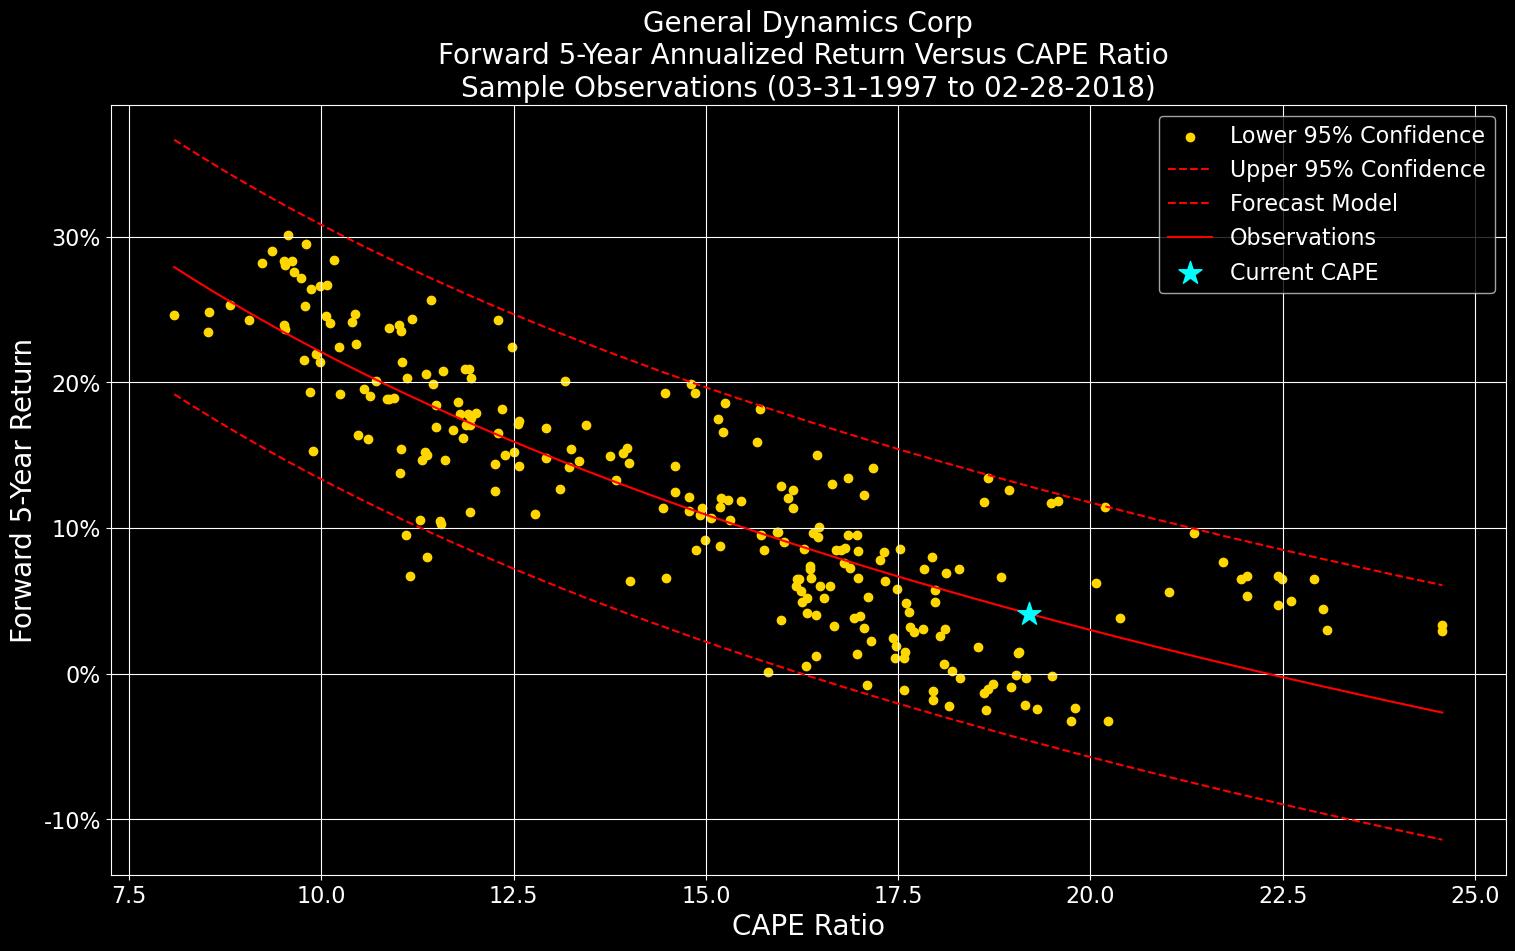 General Dynamics Corp
Forward 5-Year Annualized Return Versus CAPE Ratio
Sample Observations (03-31-1997 to 02-28-2018)
Lower 95% Confidence
Upper 95% Confidence
Forecast Model
Observations
Current CAPE
Forward 5-Year Return
30%
20%
10%
0%
-10%
7.5 10.0 12.5 15.0 17.5 20.0 22.5 25.0
CAPE Ratio